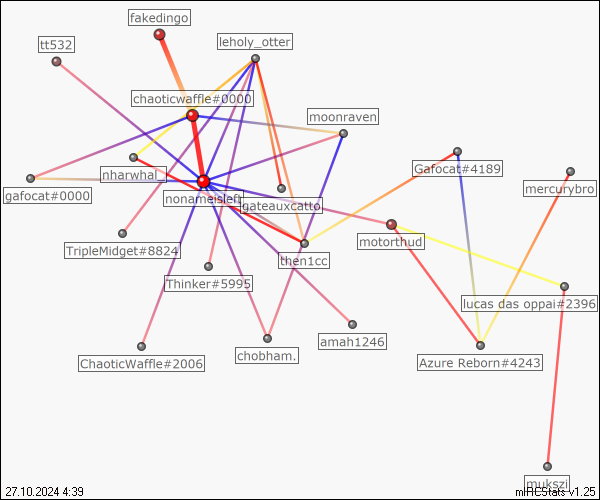 fakedingo
tt532
leholy_otter
chaoticwaffle#0000
moonraven
nharwhal_
Gafocat#4189
mercurybro
gafocat#0000
nonameisleft
gateauxcatto
TripleMidget#8824
motorthud
then1cc
Thinker#5995
lucas das oppai#2396
amah1246
ChaoticWaffle#2006
chobham.
Azure Reborn#4243
mukszi
27.10.2024 4:39
mIRCStats v1.25